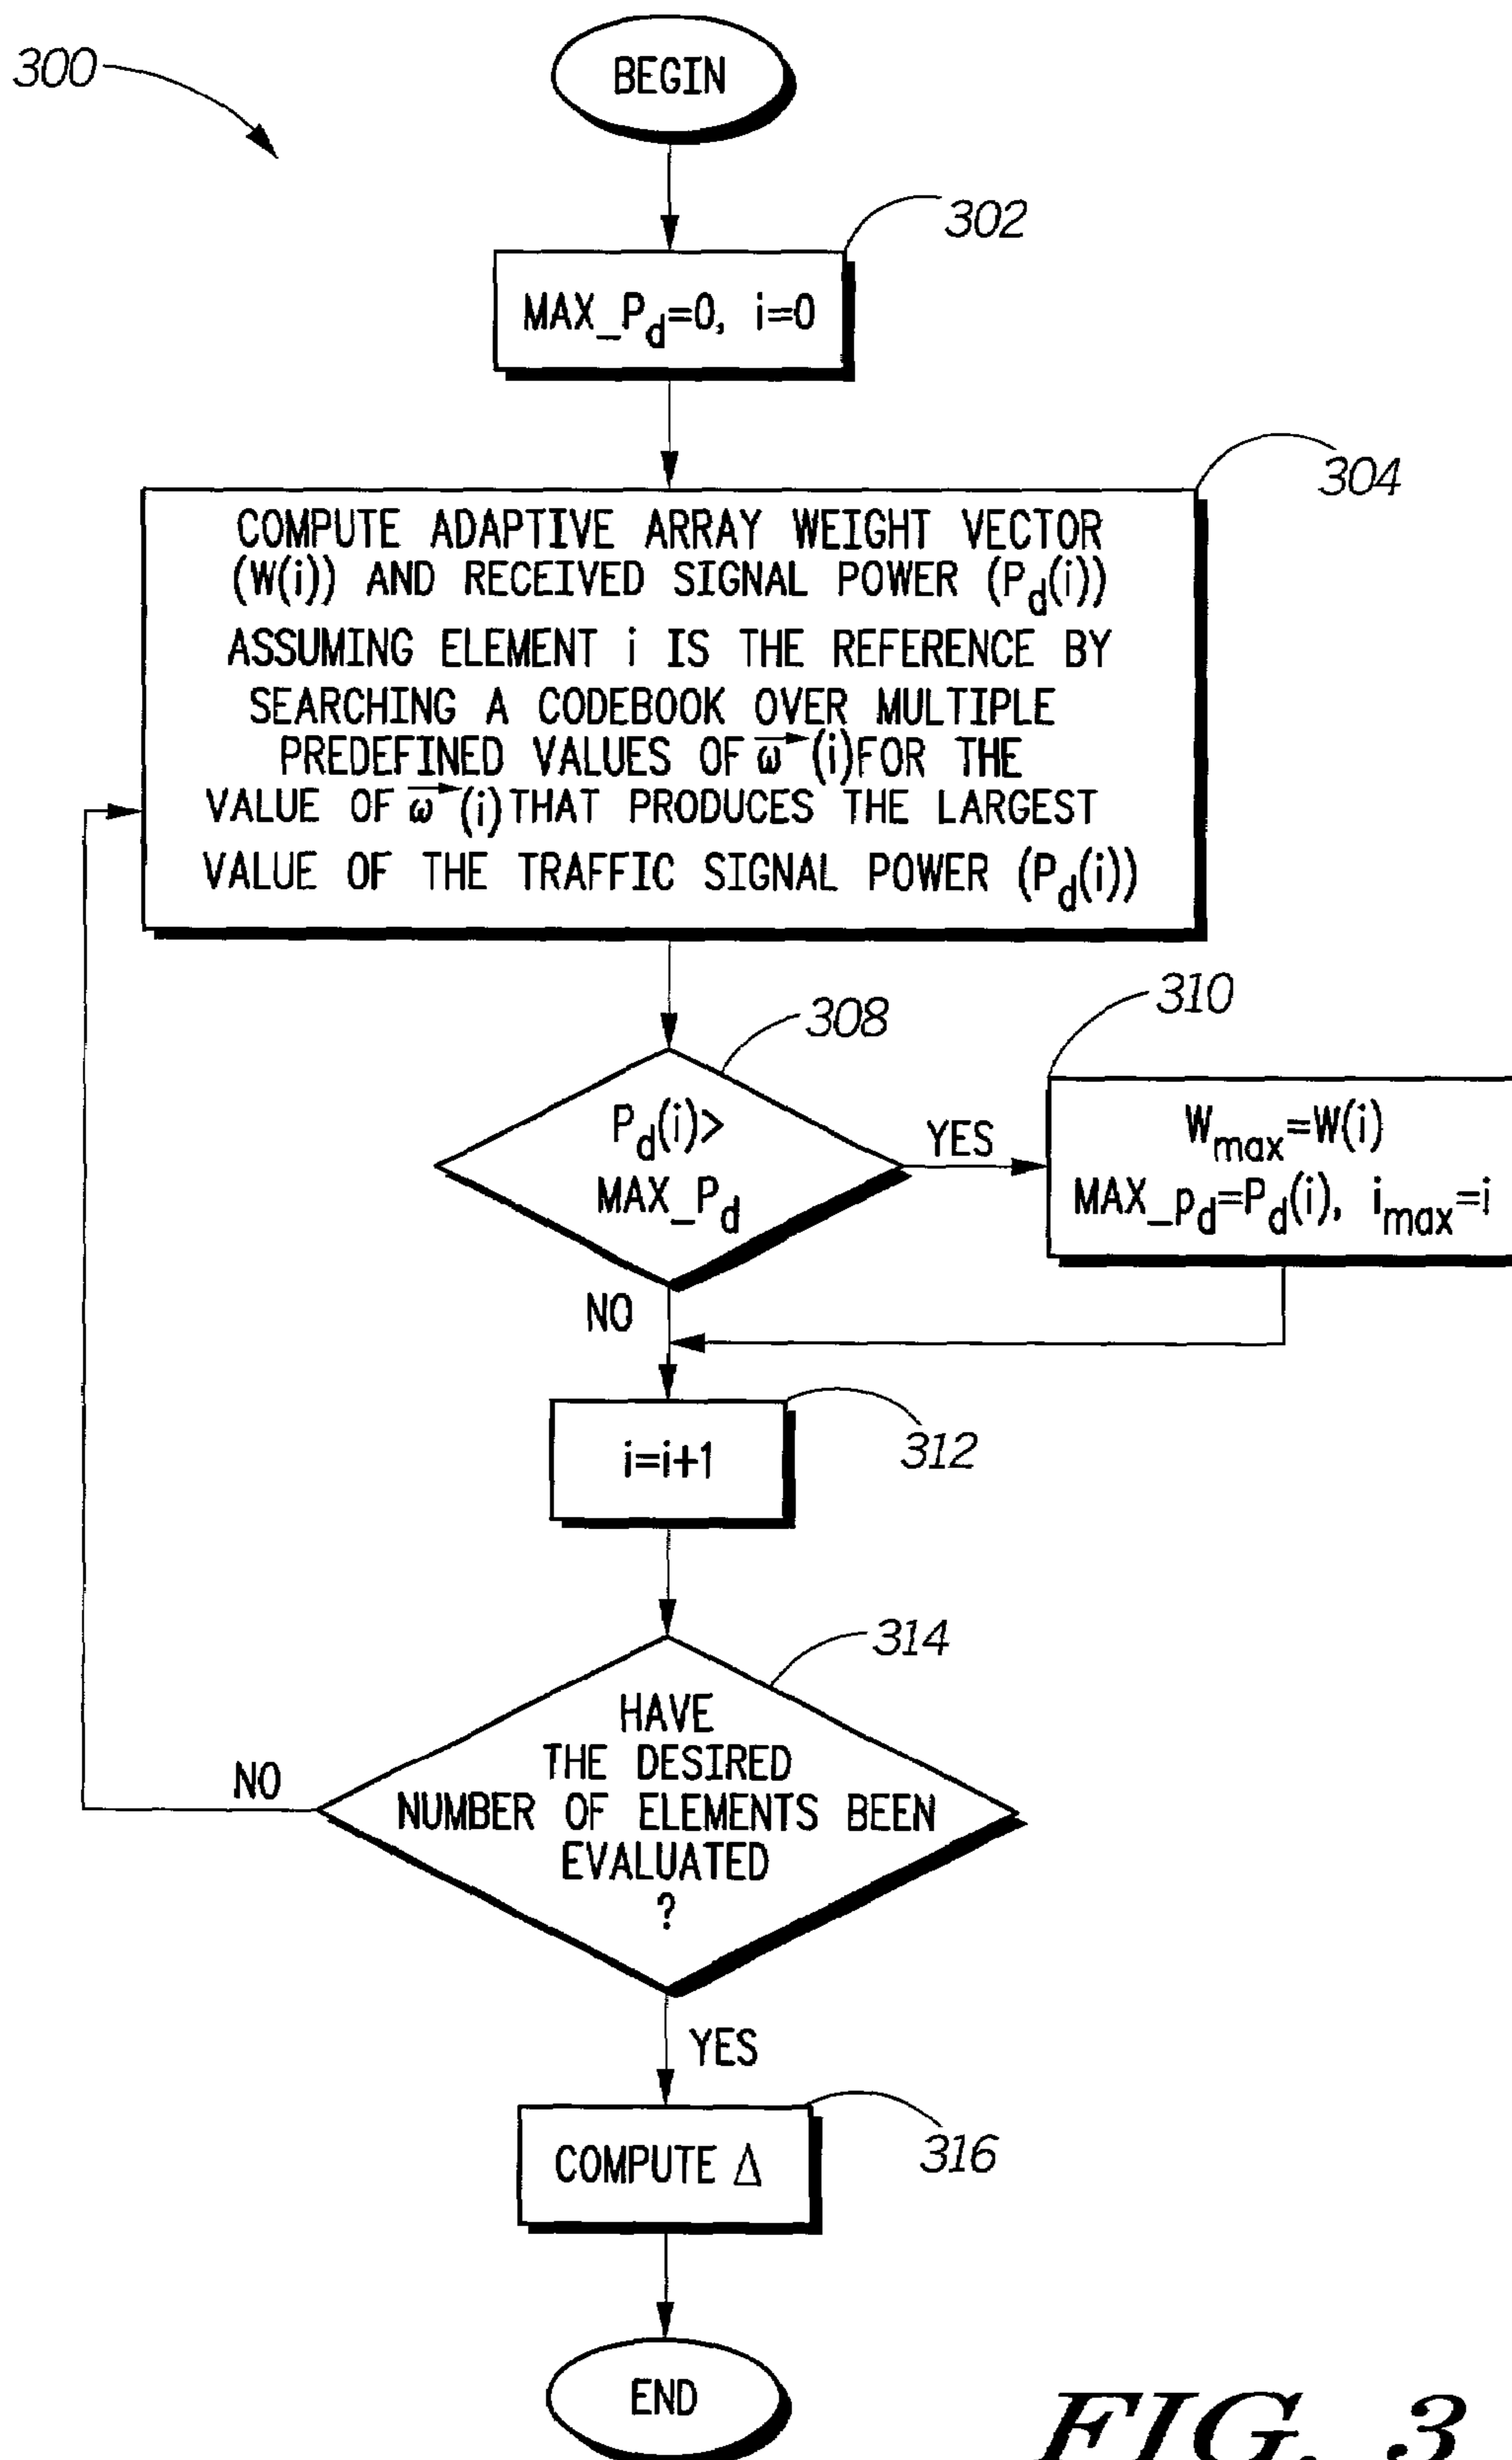 300
BEGIN
302
MAX_Pd=0, i=0
304
COMPUTE ADAPTIVE ARRAY WEIGHT VECTOR
(W(i)) AND RECEIVED SIGNAL POWER (Pd(i))
ASSUMING ELEMENT i IS THE REFERENCE BY
SEARCHING A CODEBOOK OVER MULTIPLE
PREDEFINED VALUES OF ω⃗ (i) FOR THE
VALUE OF ω⃗ (i) THAT PRODUCES THE LARGEST
VALUE OF THE TRAFFIC SIGNAL POWER (Pd(i))
308
310
Pd(i)>
MAX_Pd
YES
Wmax=W(i)
MAX_pd=Pd(i), imax=i
NO
312
i=i+1
314
HAVE
THE DESIRED
NUMBER OF ELEMENTS BEEN
EVALUATED
?
NO
YES
316
COMPUTE Δ
END
FIG. 3